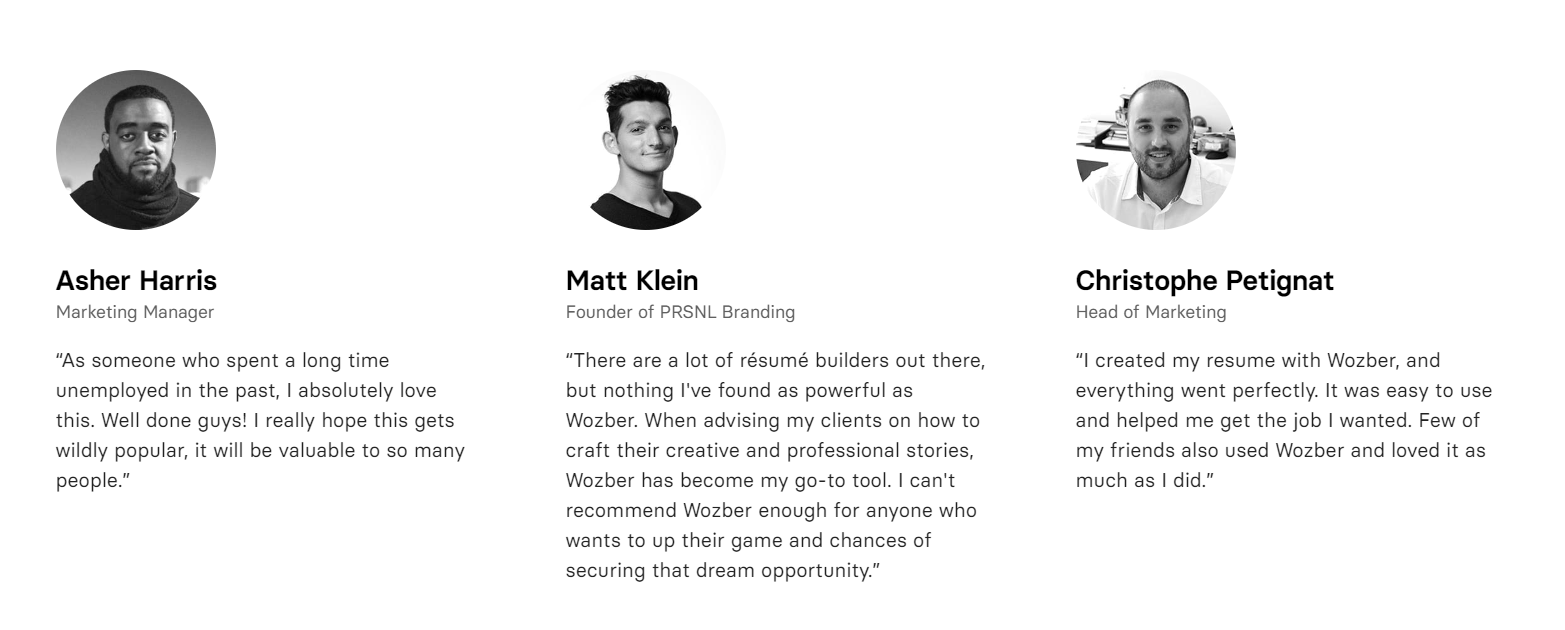 Asher Harris
Marketing Manager
“As someone who spent a long time
unemployed in the past, I absolutely love
this. Well done guys! I really hope this gets
wildly popular, it will be valuable to so many
people.”
Matt Klein
Founder of PRSNL Branding
“There are a lot of résumé builders out there,
but nothing I've found as powerful as
Wozber. When advising my clients on how to
craft their creative and professional stories,
Wozber has become my go-to tool. I can't
recommend Wozber enough for anyone who
wants to up their game and chances of
securing that dream opportunity.”
Christophe Petignat
Head of Marketing
“I created my resume with Wozber, and
everything went perfectly. It was easy to use
and helped me get the job I wanted. Few of
my friends also used Wozber and loved it as
much as I did.”